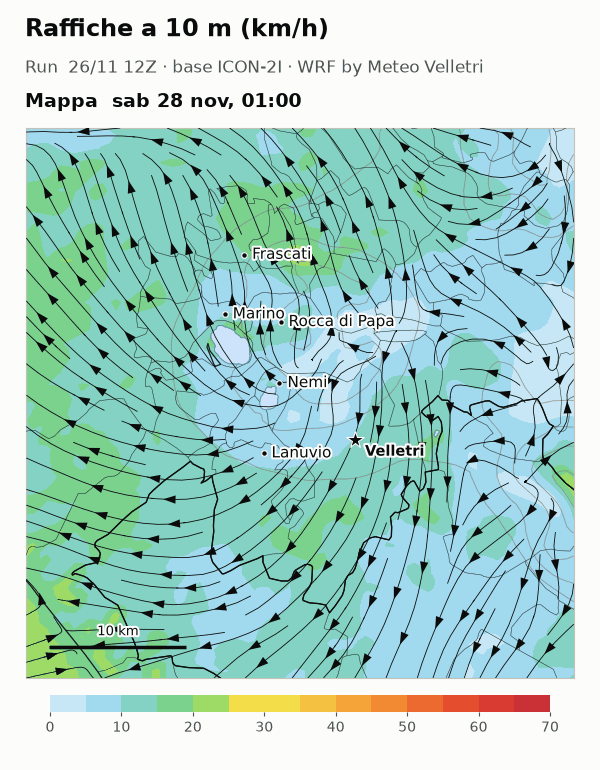 Raffiche a 10 m (km/h)
Run  26/11 12Z · base ICON-2I · WRF by Meteo Velletri
Mappa  sab 28 nov, 01:00
Frascati
Marino
Rocca di Papa
Nemi
Velletri
Lanuvio
10 km
0 10 20 30 40 50 60 70